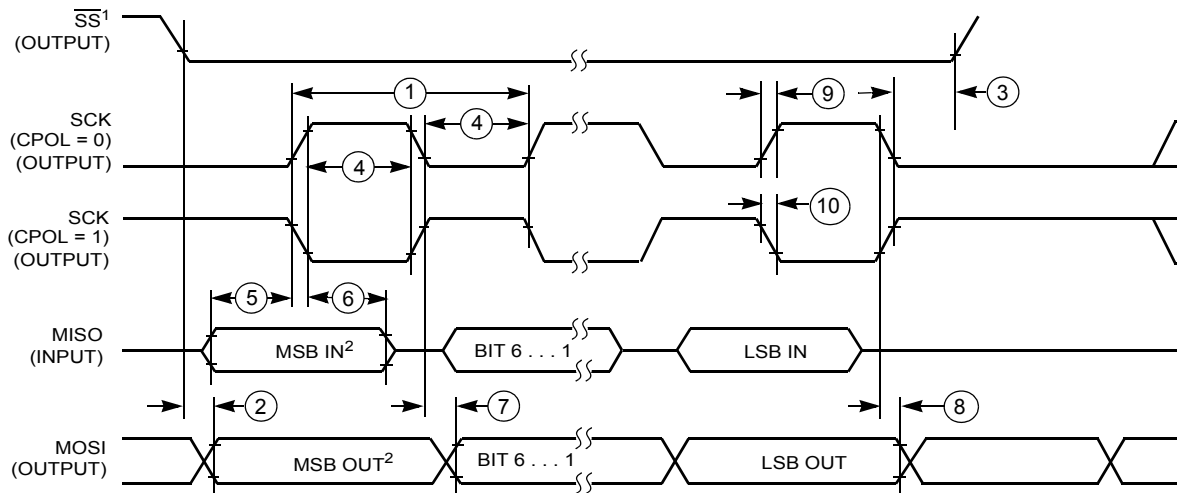 SS¹
(OUTPUT)
1
9
3
SCK
(CPOL = 0)
(OUTPUT)
4
4
SCK
(CPOL = 1)
(OUTPUT)
10
5
6
MISO
(INPUT)
MSB IN²
BIT 6 . . . 1
LSB IN
2
7
8
MOSI
(OUTPUT)
MSB OUT²
BIT 6 . . . 1
LSB OUT